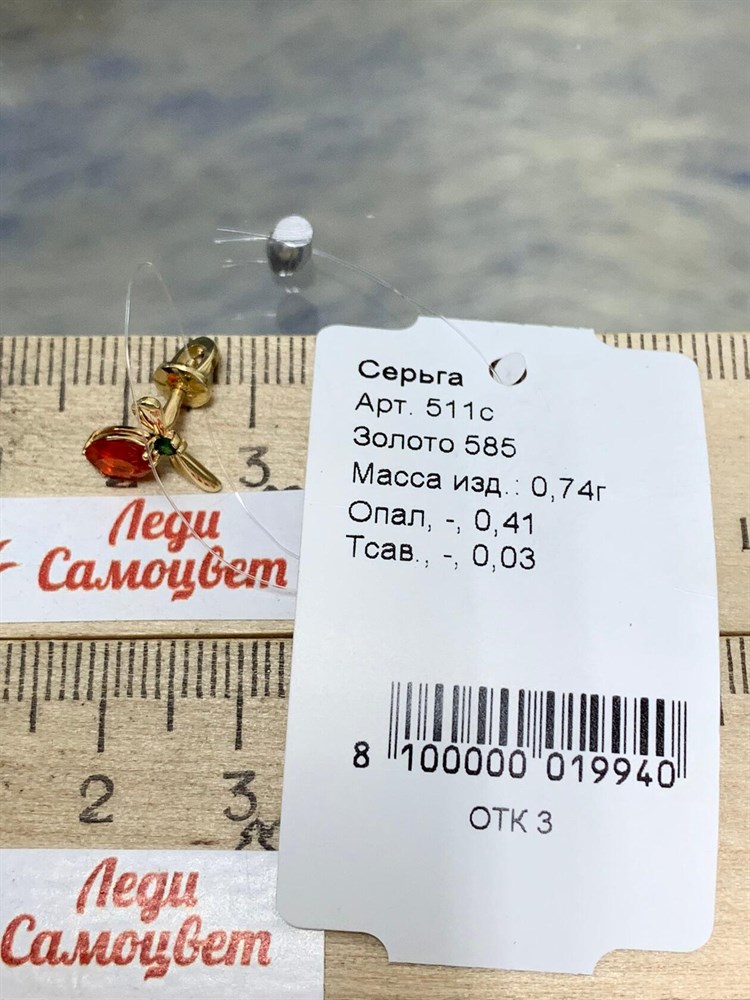 Серьга
Арт. 511с
Золото 585
Масса изд.: 0,74г
Опал, -, 0,41
Тсав., -, 0,03
8 100000 019940
ОТК 3
3
Леди
Самоцвет
2 3
Леди
Самоцвет